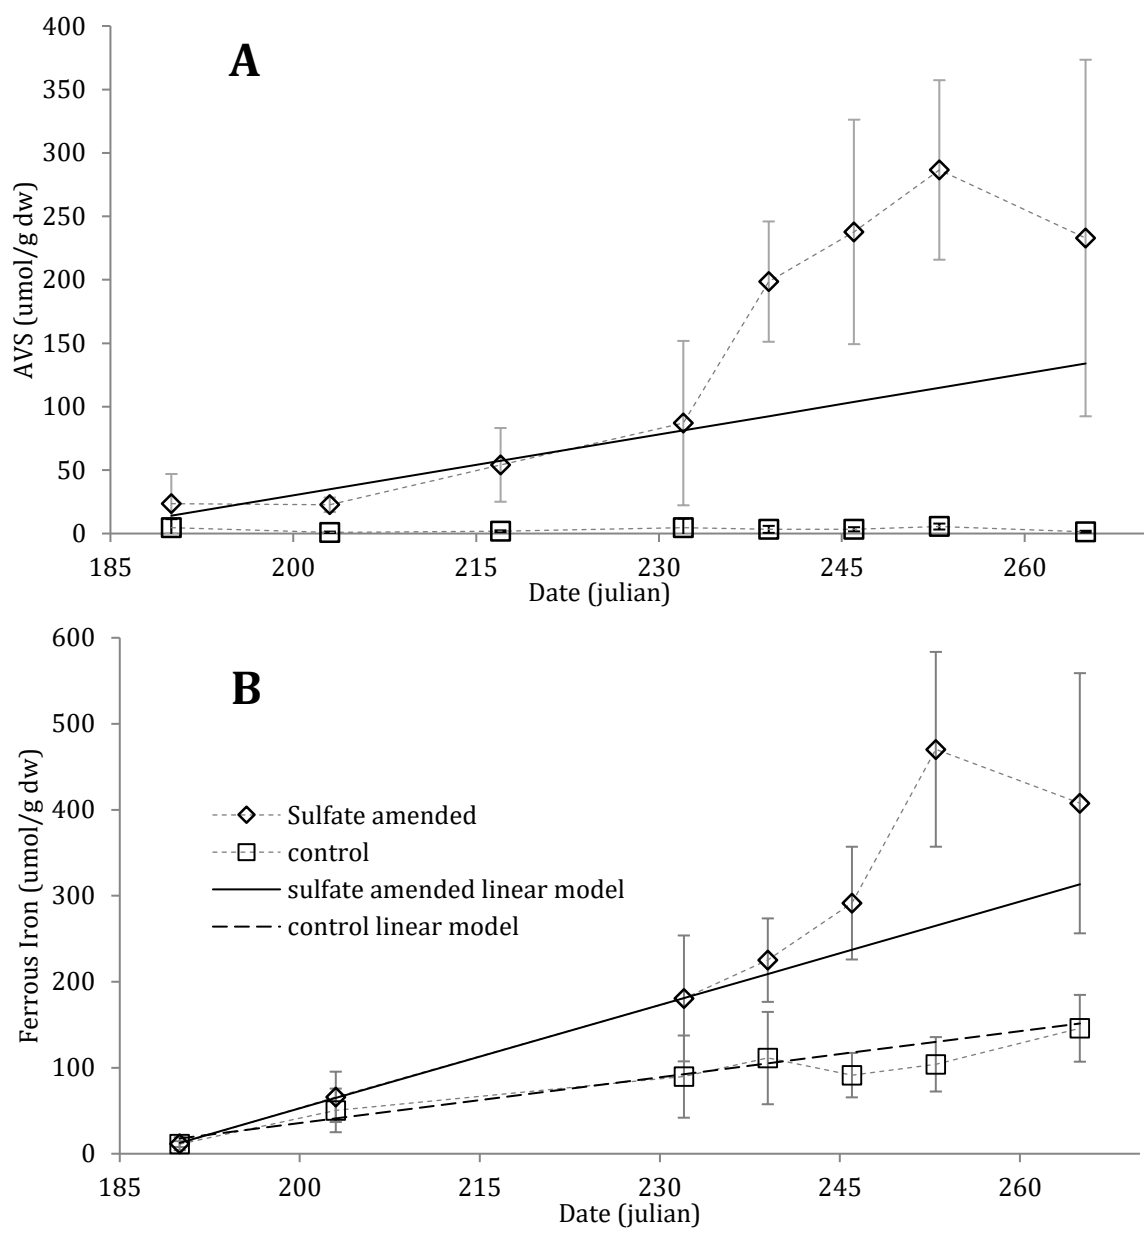 A
AVS (umol/g dw)
400
350
300
250
200
150
100
50
0
185 200 215 230 245 260
Date (julian)
B
Ferrous Iron (umol/g dw)
600
500
400
300
200
100
0
Sulfate amended
control
sulfate amended linear model
control linear model
185 200 215 230 245 260
Date (julian)